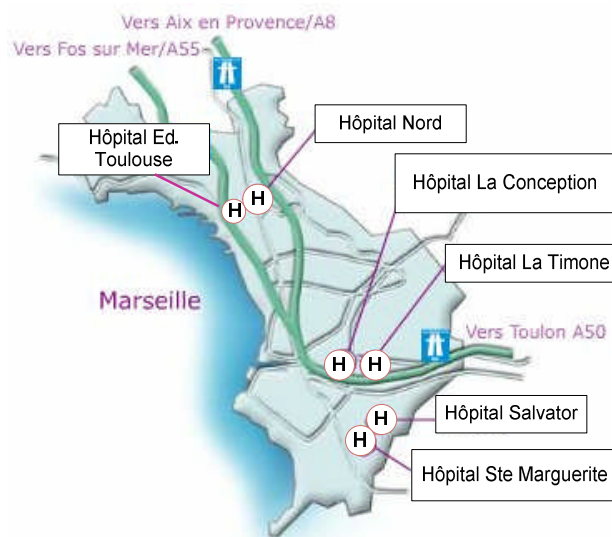 Vers Aix en Provence/A8
Vers Fos sur Mer/A55
Hôpital Ed.
Toulouse
Hôpital Nord
Hôpital La Conception
H
H
Hôpital La Timone
Marseille
Vers Toulon A50
H
H
Hôpital Salvator
H
H
Hôpital Ste Marguerite